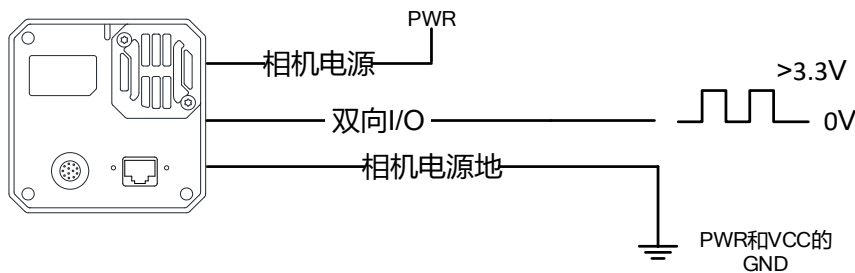 PWR
相机电源
>3.3V
双向I/O
0V
相机电源地
PWR和VCC的
GND